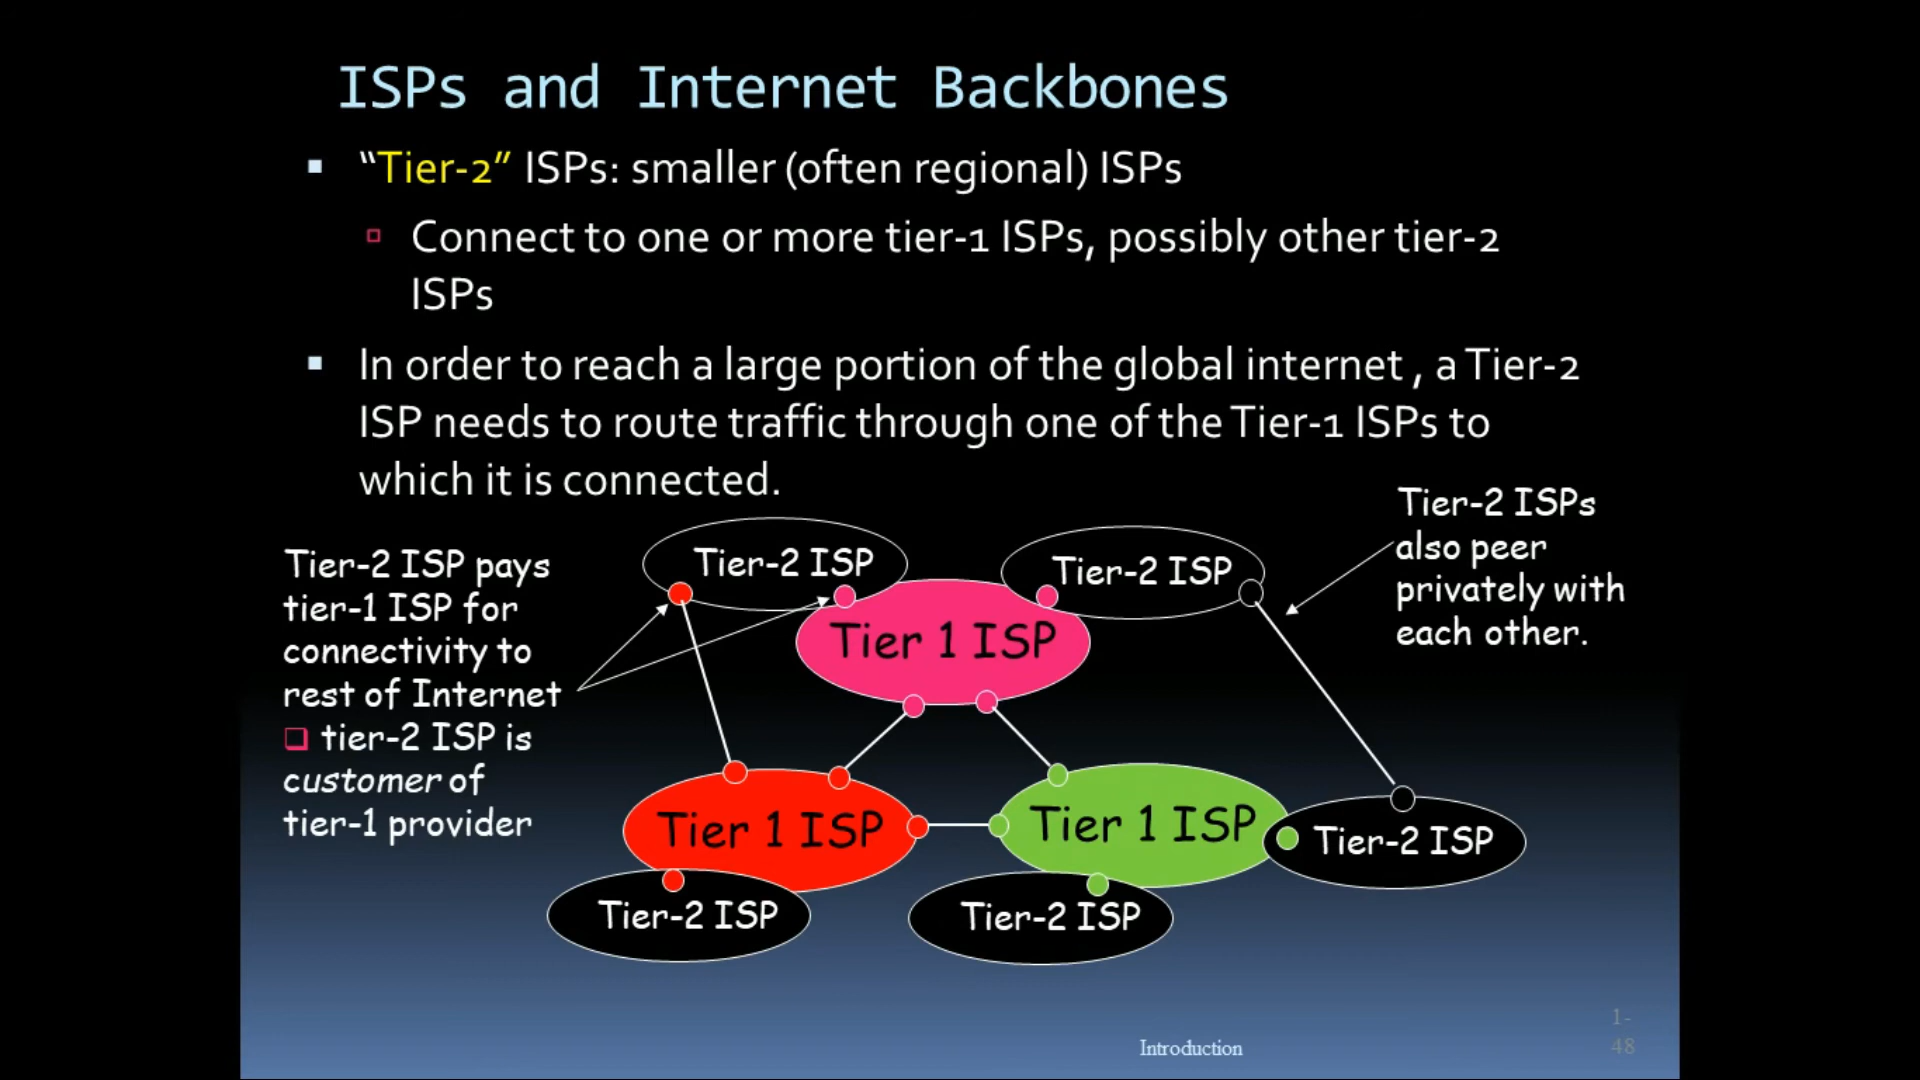 ISPs and Internet Backbones
“Tier-2” ISPs: smaller (often regional) ISPs
Connect to one or more tier-1 ISPs, possibly other tier-2
ISPs
In order to reach a large portion of the global internet , a Tier-2
ISP needs to route traffic through one of the Tier-1 ISPs to
which it is connected.
Tier-2 ISP pays
tier-1 ISP for
connectivity to
rest of Internet
tier-2 ISP is
customer of
tier-1 provider
Tier-2 ISP
Tier-2 ISP
Tier-2 ISPs
also peer
privately with
each other.
Tier 1 ISP
Tier 1 ISP
Tier 1 ISP
Tier-2 ISP
Tier-2 ISP
Tier-2 ISP
Introduction
1-
48